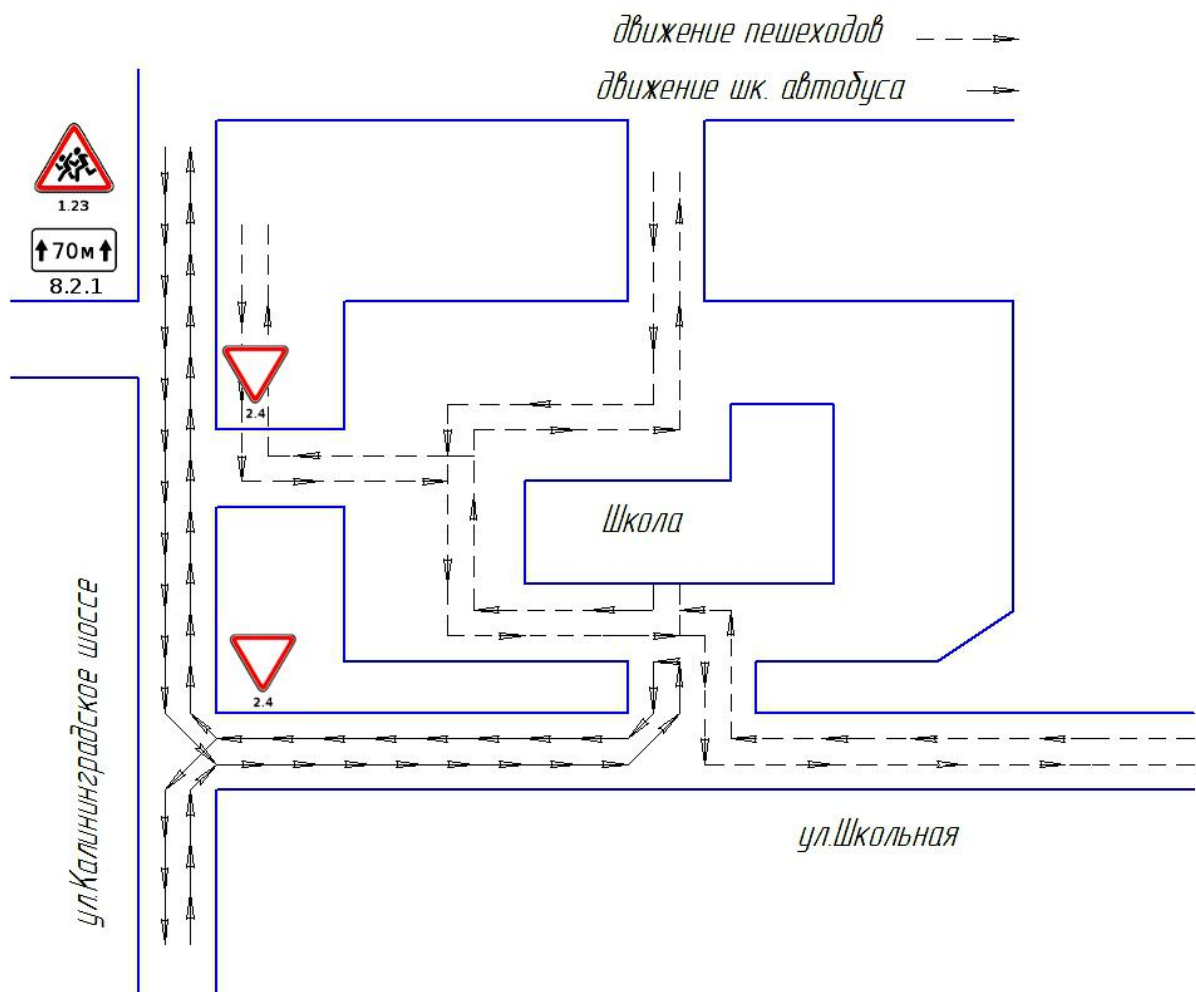 движение пешеходов
движение шк. автобуса
1.23
70м
8.2.1
2.4
Школа
2.4
ул.Калининградское шоссе
ул.Школьная